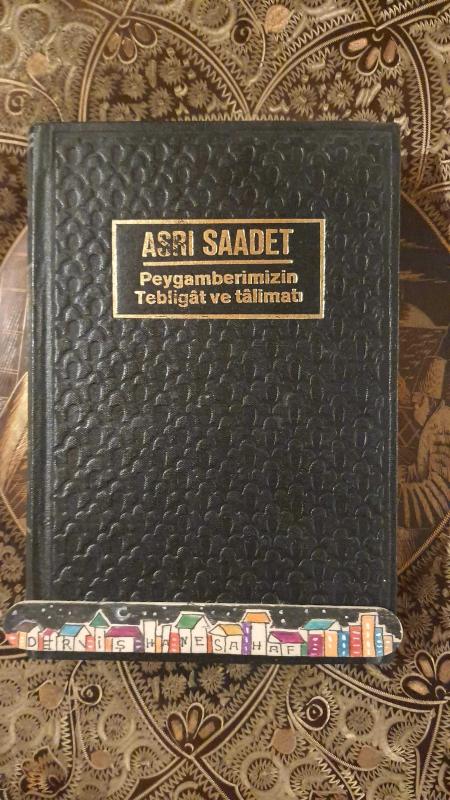 ASRI SAADET
Peygamberimizin
Tebligât ve tâlimatı
DERVİŞHANESAHAF